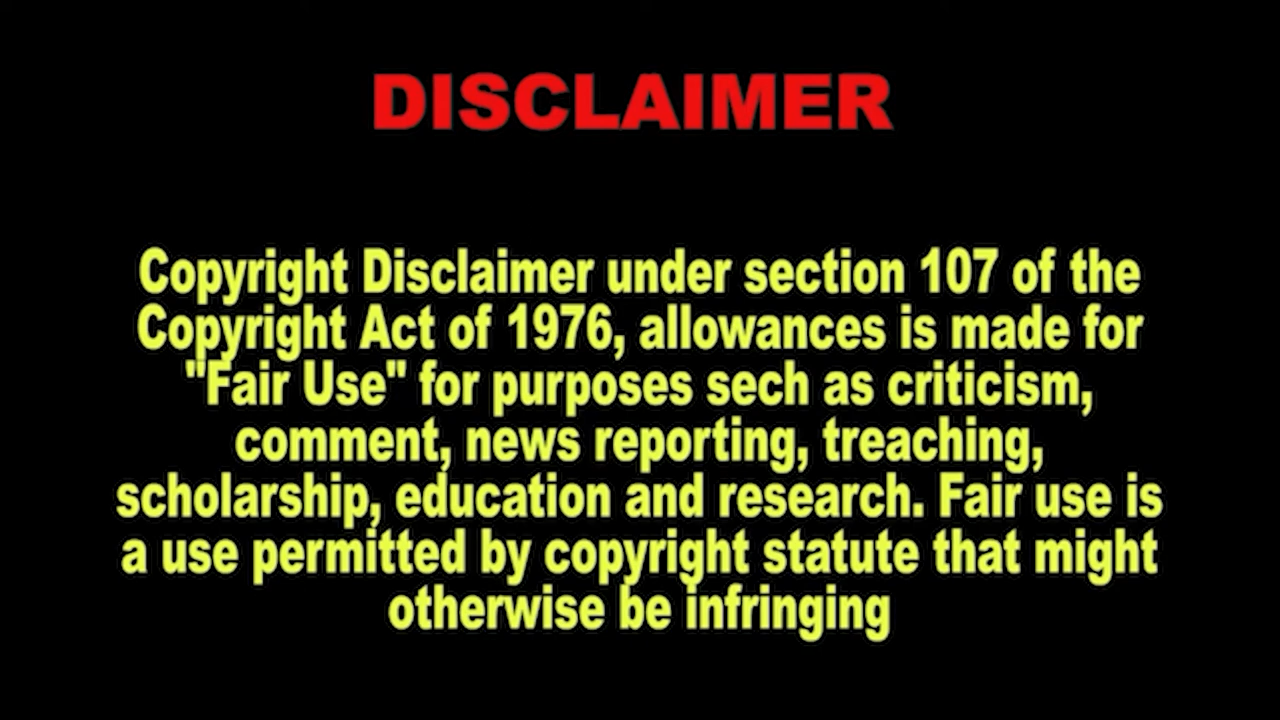 DISCLAIMER
Copyright Disclaimer under section 107 of the
Copyright Act of 1976, allowances is made for
"Fair Use" for purposes sech as criticism,
comment, news reporting, treaching,
scholarship, education and research. Fair use is
a use permitted by copyright statute that might
otherwise be infringing